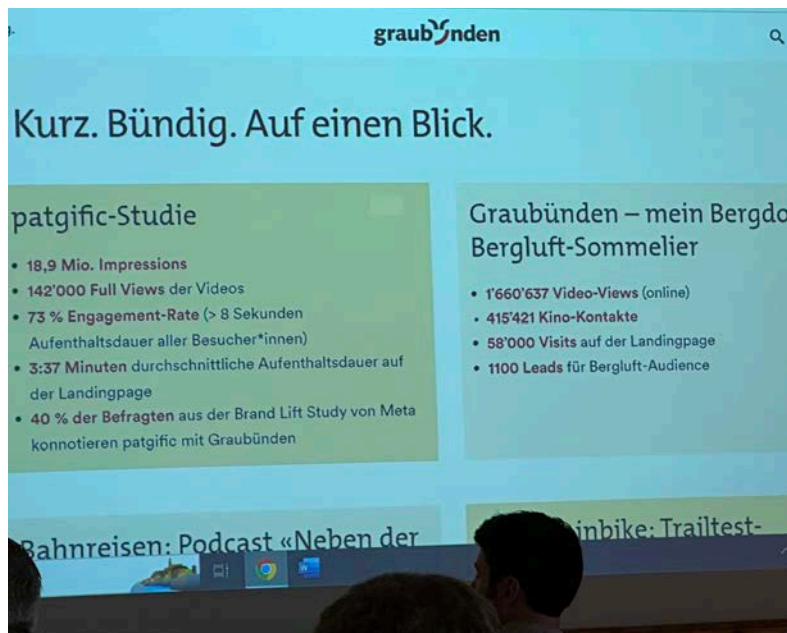 graubünden
Kurz. Bündig. Auf einen Blick.
patgific-Studie
• 18,9 Mio. Impressions
• 142'000 Full Views der Videos
• 73 % Engagement-Rate (> 8 Sekunden
Aufenthaltsdauer aller Besucher*innen)
• 3:37 Minuten durchschnittliche Aufenthaltsdauer auf
der Landingpage
• 40 % der Befragten aus der Brand Lift Study von Meta
konnotieren patgific mit Graubünden
Graubünden – mein Bergdo
Bergluft-Sommelier
• 1'660'637 Video-Views (online)
• 415'421 Kino-Kontakte
• 58'000 Visits auf der Landingpage
• 1100 Leads für Bergluft-Audience
Bahnreisen: Podcast «Neben der
inbike: Trailtest-